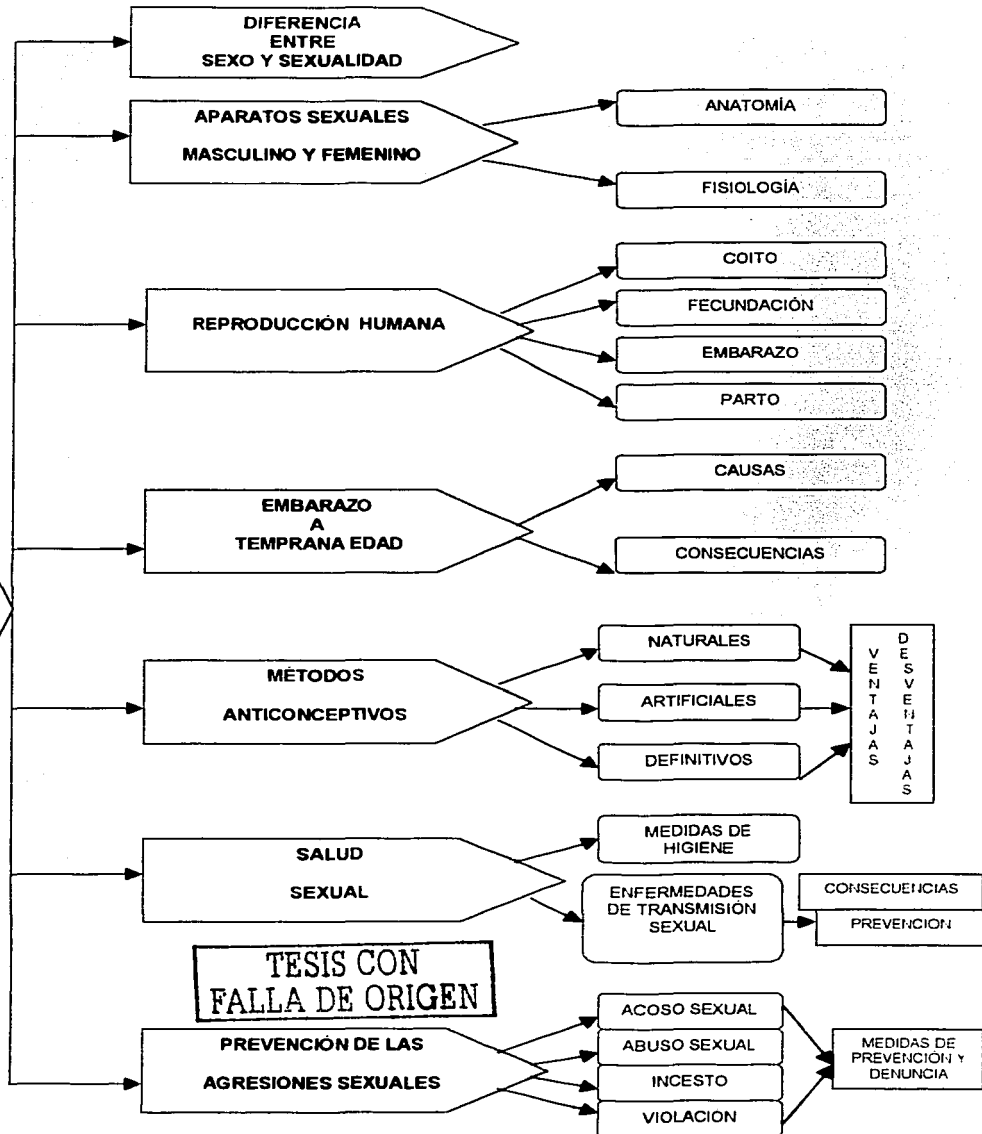 DIFERENCIA
ENTRE
SEXO Y SEXUALIDAD
APARATOS SEXUALES
MASCULINO Y FEMENINO
ANATOMÍA
FISIOLOGÍA
REPRODUCCIÓN HUMANA
COITO
FECUNDACIÓN
EMBARAZO
PARTO
EMBARAZO
A
TEMPRANA EDAD
CAUSAS
CONSECUENCIAS
MÉTODOS
ANTICONCEPTIVOS
NATURALES
ARTIFICIALES
DEFINITIVOS
VENTAJAS
DESVENTAJAS
SALUD
SEXUAL
MEDIDAS DE
HIGIENE
ENFERMEDADES
DE TRANSMISIÓN
SEXUAL
CONSECUENCIAS
PREVENCION
TESIS CON
FALLA DE ORIGEN
PREVENCIÓN DE LAS
AGRESIONES SEXUALES
ACOSO SEXUAL
ABUSO SEXUAL
INCESTO
VIOLACION
MEDIDAS DE
PREVENCIÓN Y
DENUNCIA